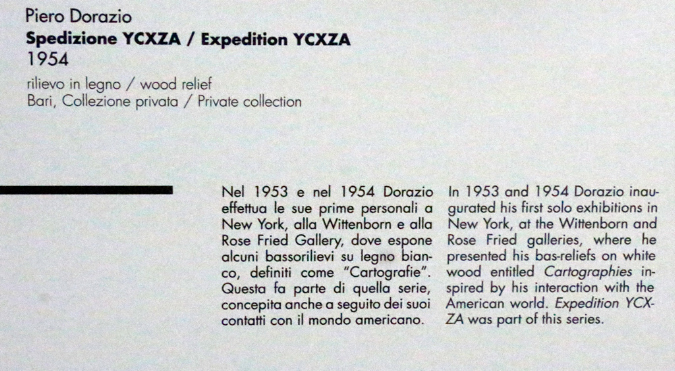 Piero Dorazio
Spedizione YCXZA / Expedition YCXZA
1954
rilievo in legno / wood relief
Bari, Collezione privata / Private collection
Nel 1953 e nel 1954 Dorazio
effettua le sue prime personali a
New York, alla Wittenborn e alla
Rose Fried Gallery, dove espone
alcuni bassorilievi su legno bian-
co, definiti come "Cartografie".
Questa fa parte di quella serie,
concepita anche a seguito dei suoi
contatti con il mondo americano.
In 1953 and 1954 Dorazio inau-
gurated his first solo exhibitions in
New York, at the Wittenborn and
Rose Fried galleries, where he
presented his bas-reliefs on white
wood entitled Cartographies in-
spired by his interaction with the
American world. Expedition YCX-
ZA was part of this series.